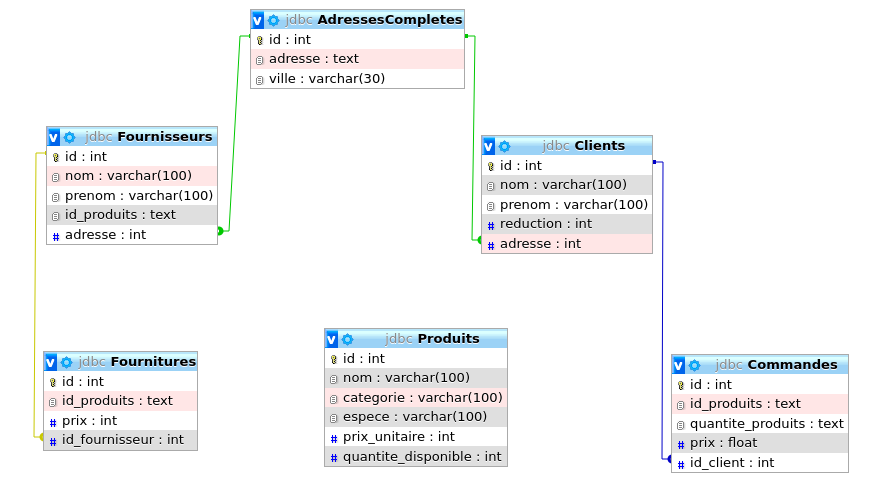 v jdbc AdressesCompletes
id : int
adresse : text
ville : varchar(30)
v jdbc Fournisseurs
id : int
nom : varchar(100)
prenom : varchar(100)
id_produits : text
# adresse : int
v jdbc Clients
id : int
nom : varchar(100)
prenom : varchar(100)
# reduction : int
# adresse : int
v jdbc Fournitures
id : int
id_produits : text
# prix : int
# id_fournisseur : int
v jdbc Produits
id : int
nom : varchar(100)
categorie : varchar(100)
espece : varchar(100)
# prix_unitaire : int
# quantite_disponible : int
v jdbc Commandes
id : int
id_produits : text
quantite_produits : text
# prix : float
# id_client : int